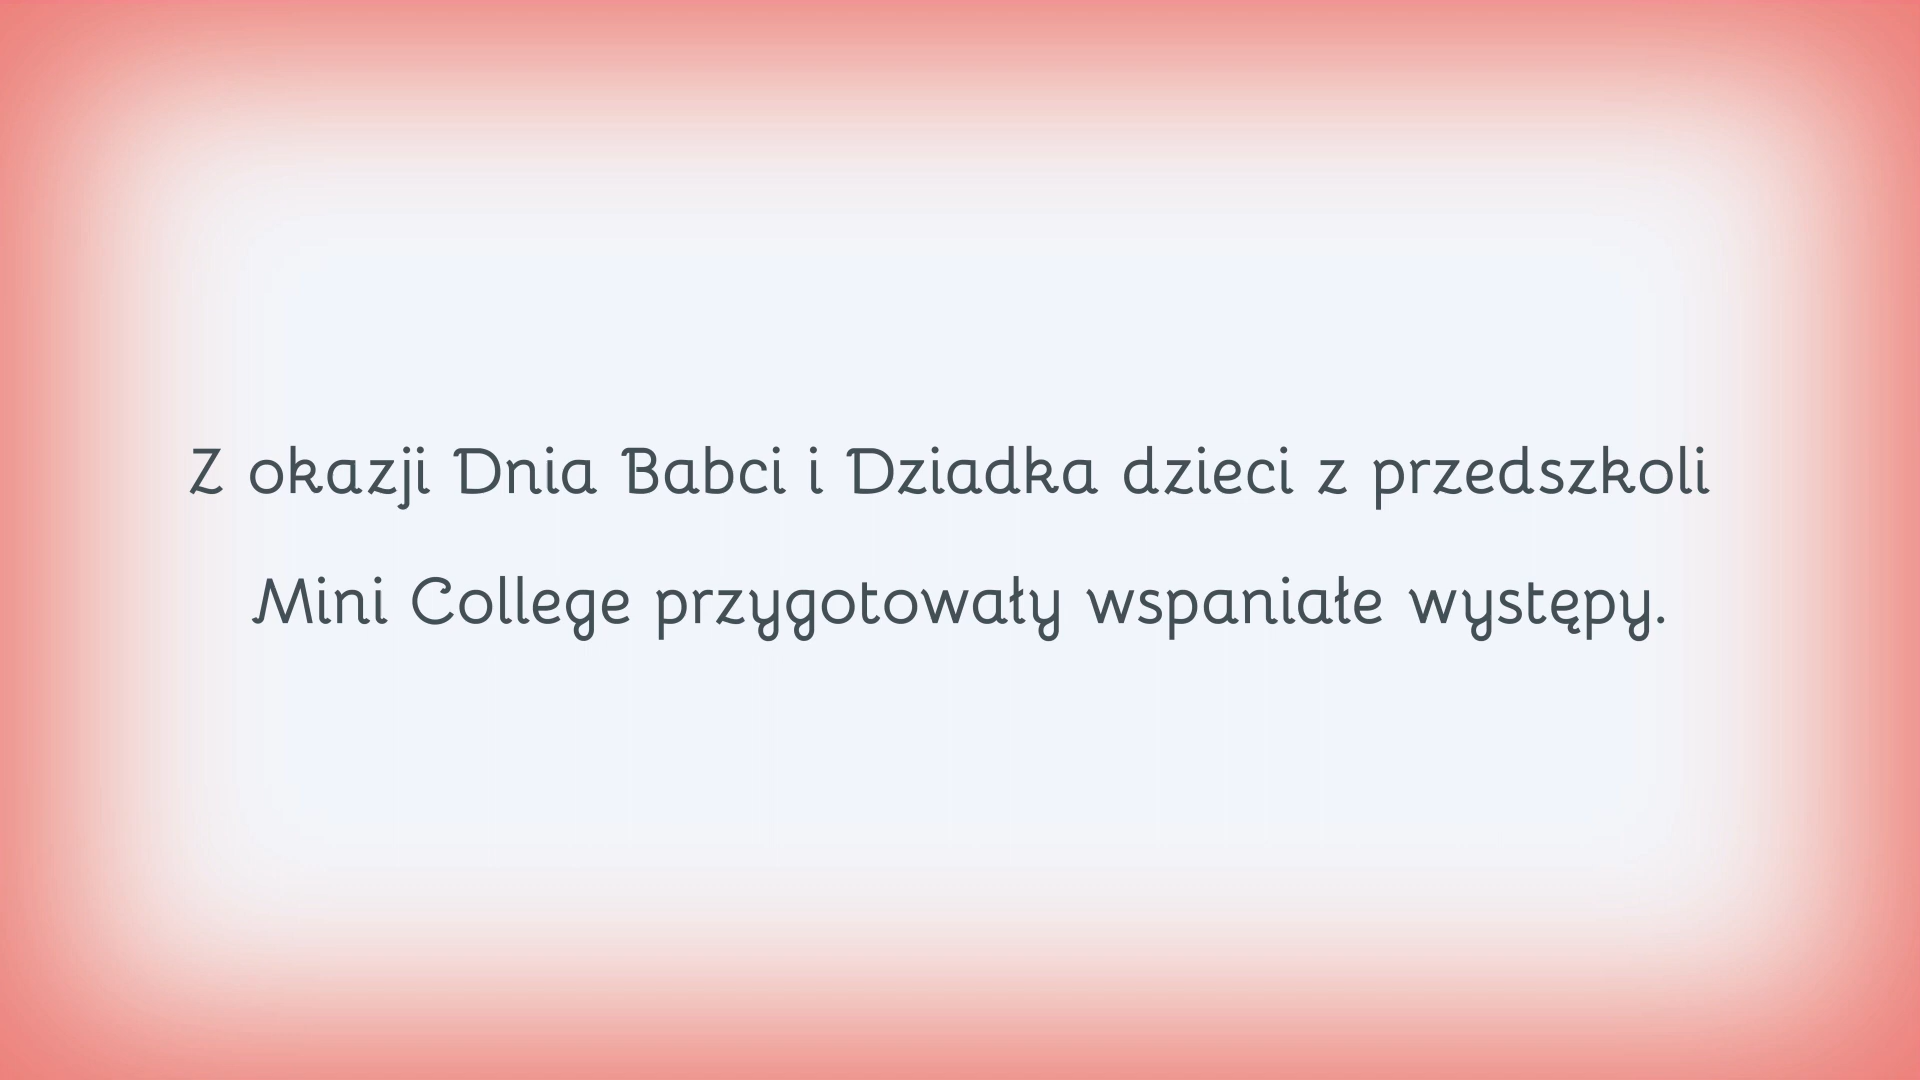 Z okazji Dnia Babci i Dziadka dzieci z przedszkoli
Mini College przygotowały wspaniałe występy.